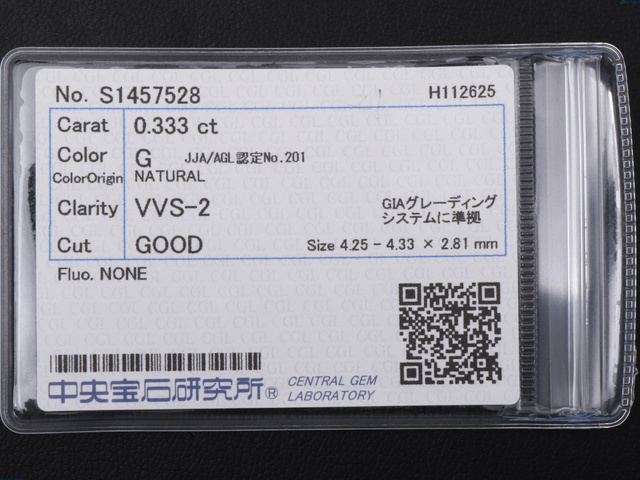 No. S1457528 H112625
Carat 0.333 ct
Color G JJA/AGL認定No.201
ColorOrigin NATURAL
Clarity VVS-2 GIAグレーディング
システムに準拠
Cut GOOD Size 4.25 - 4.33 × 2.81 mm
Fluo. NONE
中央宝石研究所® CENTRAL GEM
LABORATORY